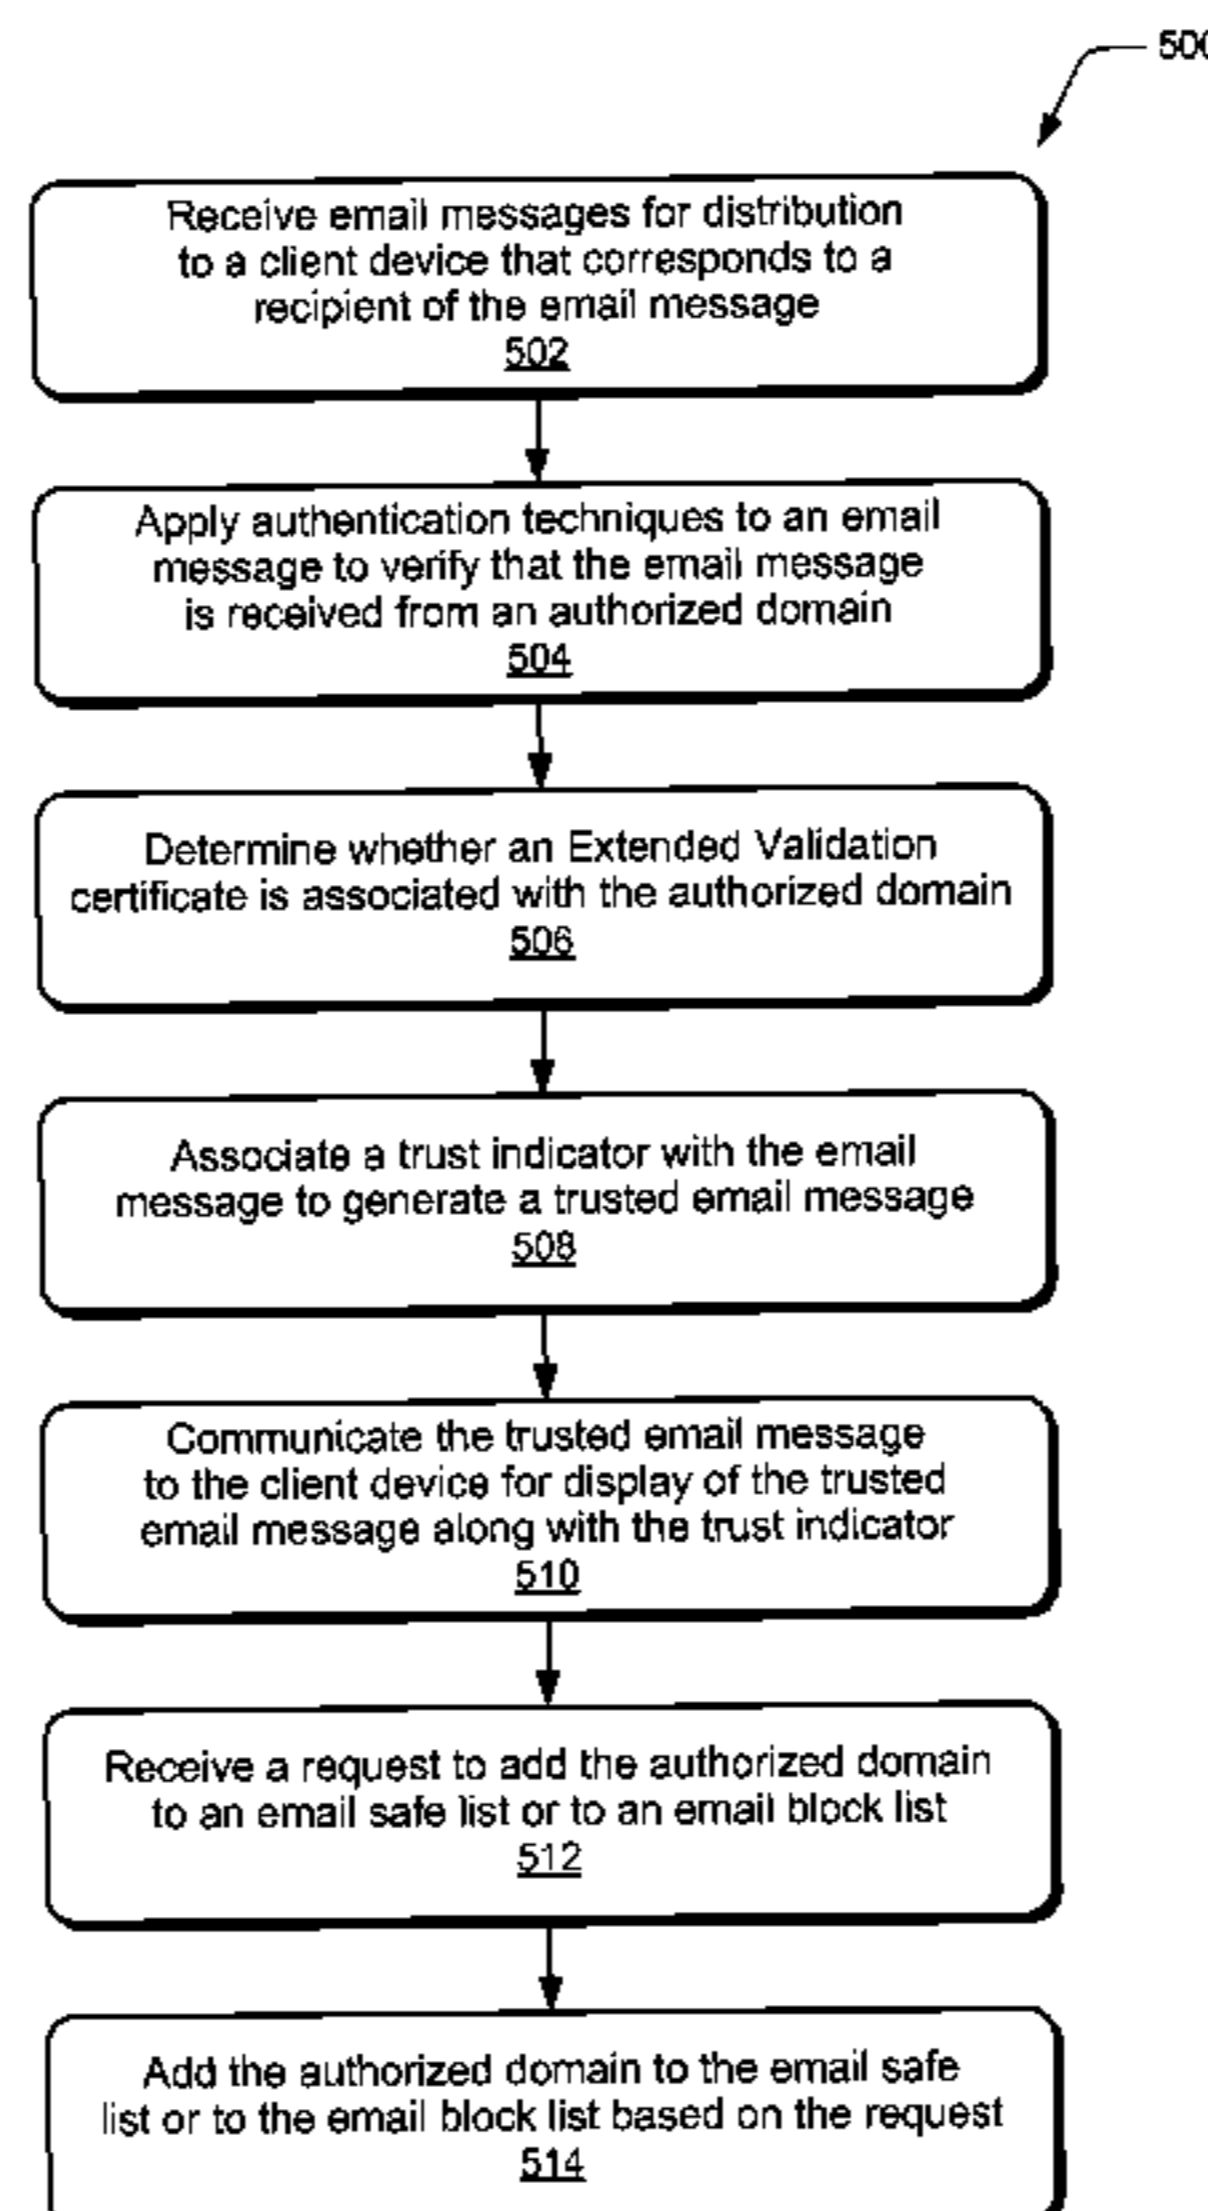 500
Receive email messages for distribution
to a client device that corresponds to a
recipient of the email message
502
Apply authentication techniques to an email
message to verify that the email message
is received from an authorized domain
504
Determine whether an Extended Validation
certificate is associated with the authorized domain
506
Associate a trust indicator with the email
message to generate a trusted email message
508
Communicate the trusted email message
to the client device for display of the trusted
email message along with the trust indicator
510
Receive a request to add the authorized domain
to an email safe list or to an email block list
512
Add the authorized domain to the email safe
list or to the email block list based on the request
514